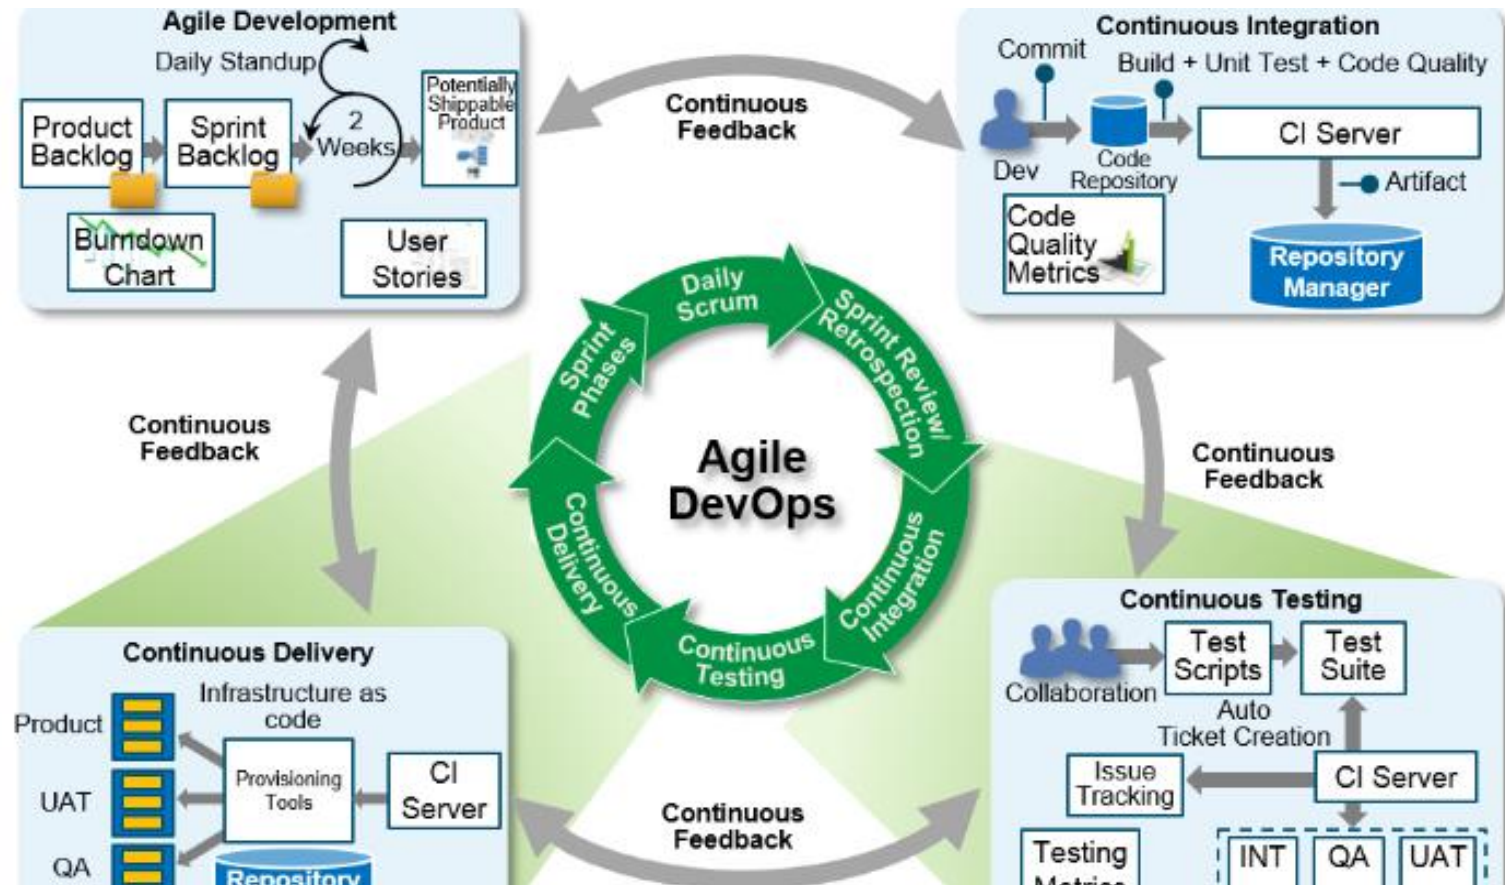 Agile Development
Daily Standup
Product
Backlog
Sprint
Backlog
2
Weeks
Potentially
Shippable
Product
Burndown
Chart
User
Stories
Continuous
Feedback
Continuous Integration
Commit
Build + Unit Test + Code Quality
Dev
Code
Repository
CI Server
Artifact
Code
Quality
Metrics
Repository
Manager
Continuous
Feedback
Agile
DevOps
Daily
Scrum
Sprint Review/
Retrospection
Continuous
Integration
Continuous
Testing
Continuous
Delivery
Sprint
Phases
Continuous
Feedback
Continuous Delivery
Infrastructure as
code
Product
UAT
QA
Provisioning
Tools
CI
Server
Repository
Continuous
Feedback
Continuous Testing
Collaboration
Test
Scripts
Test
Suite
Auto
Ticket Creation
Issue
Tracking
CI Server
Testing
Metrics
INT
QA
UAT